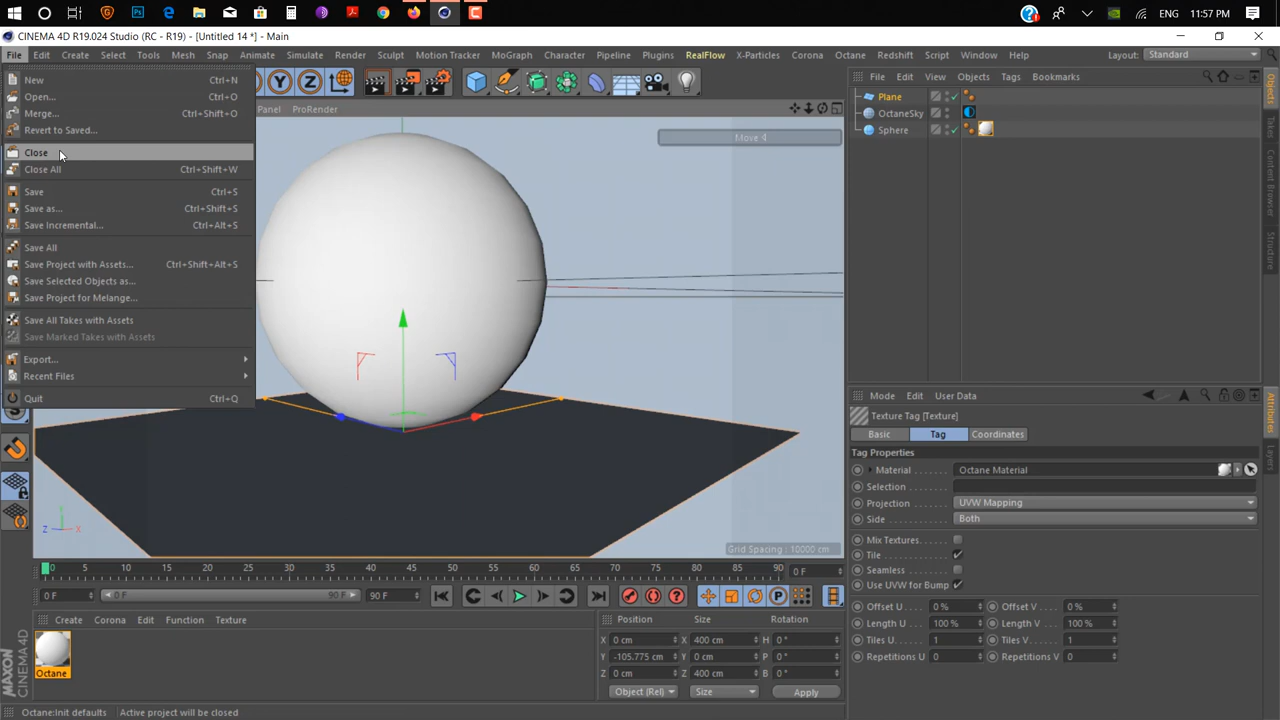 ENG 11:57 PM
CINEMA 4D R19.024 Studio (RC - R19) - [Untitled 14 *] - Main
File Edit Create Select Tools Mesh Snap Animate Simulate Render Sculpt Motion Tracker MoGraph Character Pipeline Plugins RealFlow X-Particles Corona Octane Redshift Script Window Help Layout: Standard
New Ctrl+N
Open... Ctrl+O
Merge... Ctrl+Shift+O
Revert to Saved...
Close
Close All Ctrl+Shift+W
Save Ctrl+S
Save as... Ctrl+Shift+S
Save Incremental... Ctrl+Alt+S
Save All
Save Project with Assets... Ctrl+Shift+Alt+S
Save Selected Objects as...
Save Project for Melange...
Save All Takes with Assets
Save Marked Takes with Assets
Export...
Recent Files
Quit Ctrl+Q
Y Z
Panel ProRender
Move
Y
Z X
Grid Spacing : 10000 cm
File Edit View Objects Tags Bookmarks
Plane
OctaneSky
Sphere
Objects
Takes
Content Browser
Structure
Mode Edit User Data
Texture Tag [Texture]
Basic Tag Coordinates
Tag Properties
Material Octane Material
Selection
Projection UVW Mapping
Side Both
Mix Textures
Tile
Seamless
Use UVW for Bump
Offset U 0 % Offset V 0 %
Length U 100 % Length V 100 %
Tiles U 1 Tiles V 1
Repetitions U 0 Repetitions V 0
Attributes
Layers
0 5 10 15 20 25 30 35 40 45 50 55 60 65 70 75 80 85 90 0 F
0 F 0 F 90 F 90 F
Create Corona Edit Function Texture
Octane
Position Size Rotation
X 0 cm X 400 cm H 0 °
Y -105.775 cm Y 0 cm P 0 °
Z 0 cm Z 400 cm B 0 °
Object (Rel) Size Apply
MAXON CINEMA 4D
Octane:Init defaults Active project will be closed